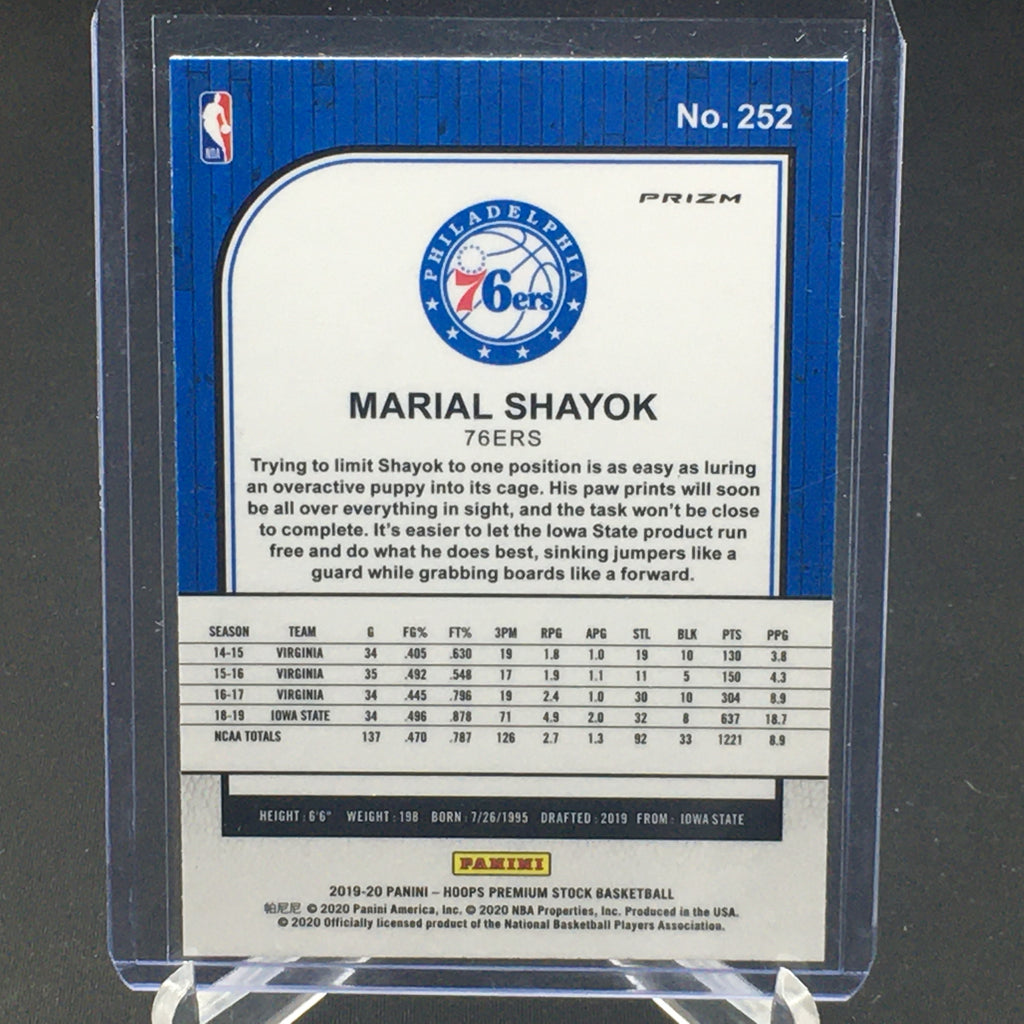 No. 252
NBA
PRIZM
PHILADELPHIA
76ers
MARIAL SHAYOK
76ERS
Trying to limit Shayok to one position is as easy as luring
an overactive puppy into its cage. His paw prints will soon
be all over everything in sight, and the task won't be close
to complete. It's easier to let the Iowa State product run
free and do what he does best, sinking jumpers like a
guard while grabbing boards like a forward.
SEASON TEAM G FG% FT% 3PM RPG APG STL BLK PTS PPG
14-15 VIRGINIA 34 .405 .630 19 1.8 1.0 19 10 130 3.8
15-16 VIRGINIA 35 .492 .548 17 1.9 1.1 11 5 150 4.3
16-17 VIRGINIA 34 .445 .796 19 2.4 1.0 30 10 304 8.9
18-19 IOWA STATE 34 .496 .878 71 4.9 2.0 32 8 637 18.7
NCAA TOTALS 137 .470 .787 126 2.7 1.3 92 33 1221 8.9
HEIGHT : 6'6" WEIGHT : 198 BORN : 7/26/1995 DRAFTED : 2019 FROM : IOWA STATE
PANINI
2019-20 PANINI – HOOPS PREMIUM STOCK BASKETBALL
帕尼尼 © 2020 Panini America, Inc. © 2020 NBA Properties, Inc. Produced in the USA.
© 2020 Officially licensed product of the National Basketball Players Association.